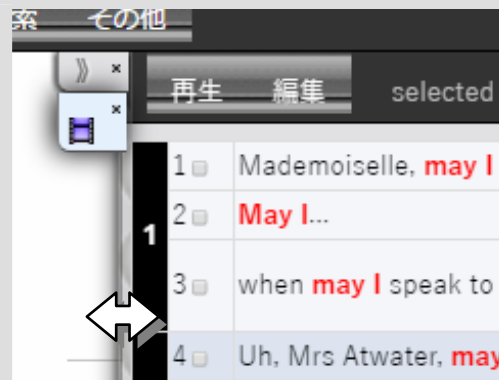 索 その他
再生 編集 selected
1 Mademoiselle, may I
2 May I...
1
3 when may I speak to
4 Uh, Mrs Atwater, may